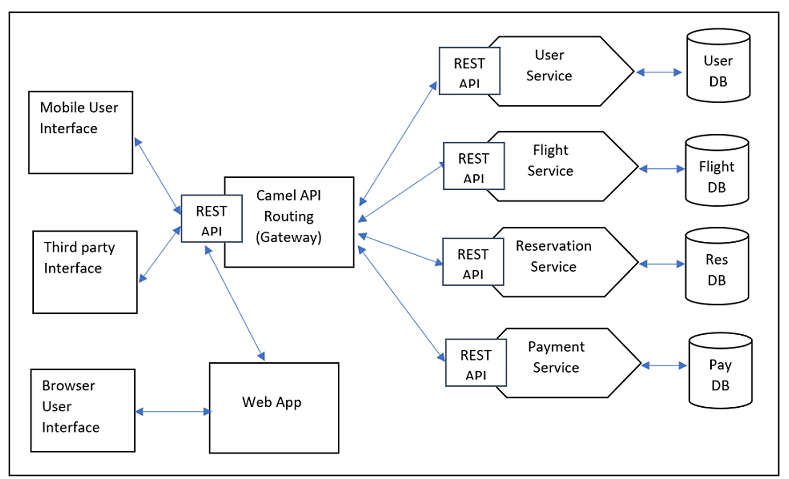 Mobile User
Interface
Third party
Interface
Browser
User
Interface
REST
API
Camel API
Routing
(Gateway)
Web App
REST
API
User
Service
User
DB
REST
API
Flight
Service
Flight
DB
REST
API
Reservation
Service
Res
DB
REST
API
Payment
Service
Pay
DB